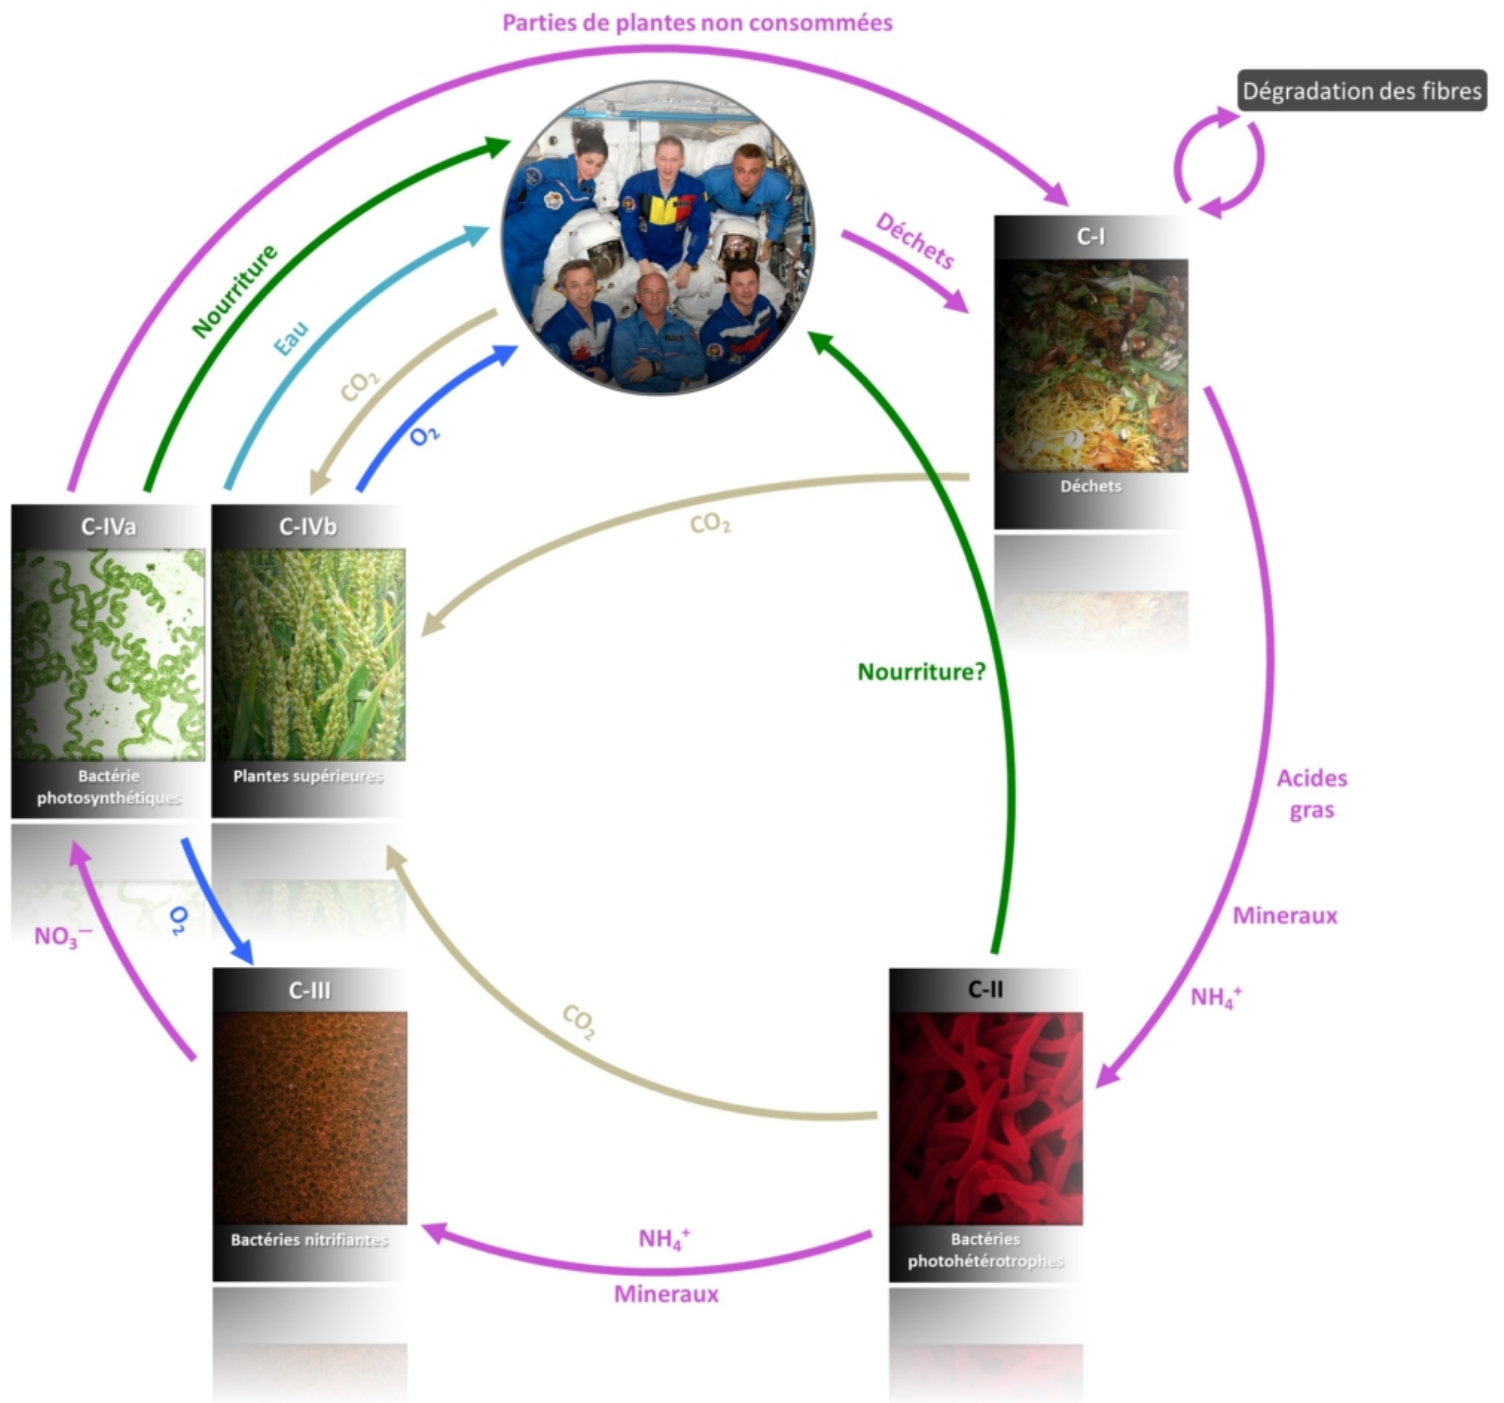 Parties de plantes non consommées
Dégradation des fibres
Déchets
C-I
Nourriture
Eau
CO₂
O₂
Déchets
CO₂
C-IVa
C-IVb
Nourriture?
Bactérie
photosynthétiques
Plantes supérieures
Acides
gras
Mineraux
NH₄⁺
NO₃⁻
O₂
C-III
C-II
CO₂
Bactéries nitrifiantes
NH₄⁺
Mineraux
Bactéries
photohétérotrophes